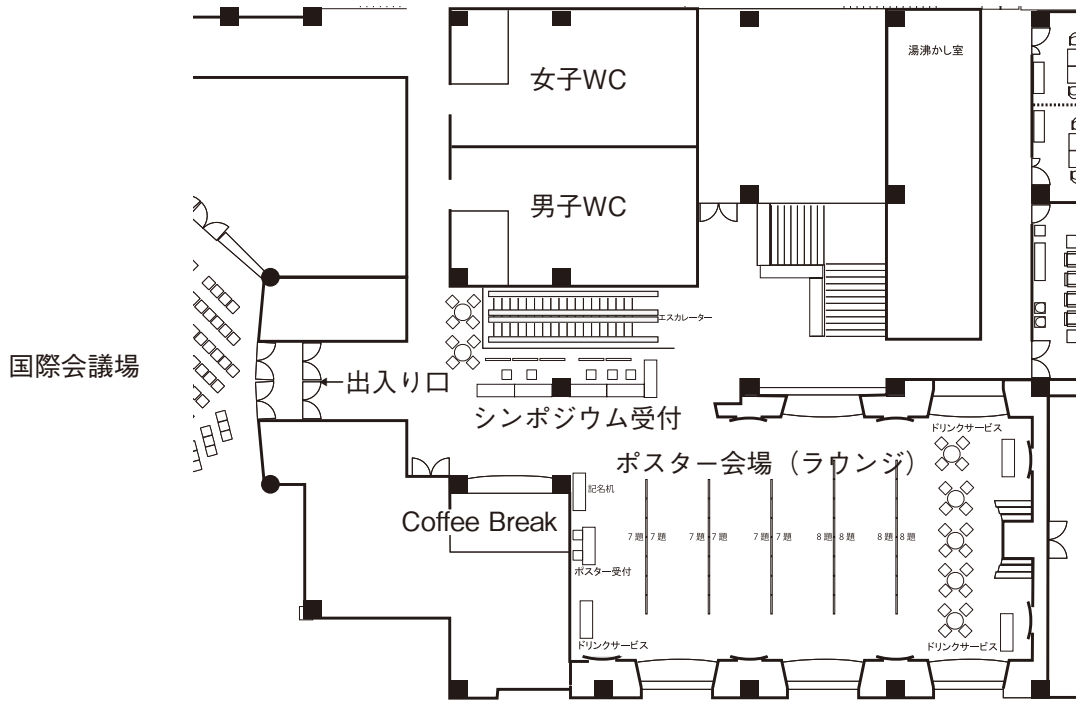 湯沸かし室
女子WC
男子WC
エスカレーター
国際会議場
出入り口
シンポジウム受付
ドリンクサービス
ポスター会場（ラウンジ）
記名机
Coffee Break
7題 7題 7題 7題 7題 7題 8題 8題 8題 8題
ポスター受付
ドリンクサービス
ドリンクサービス